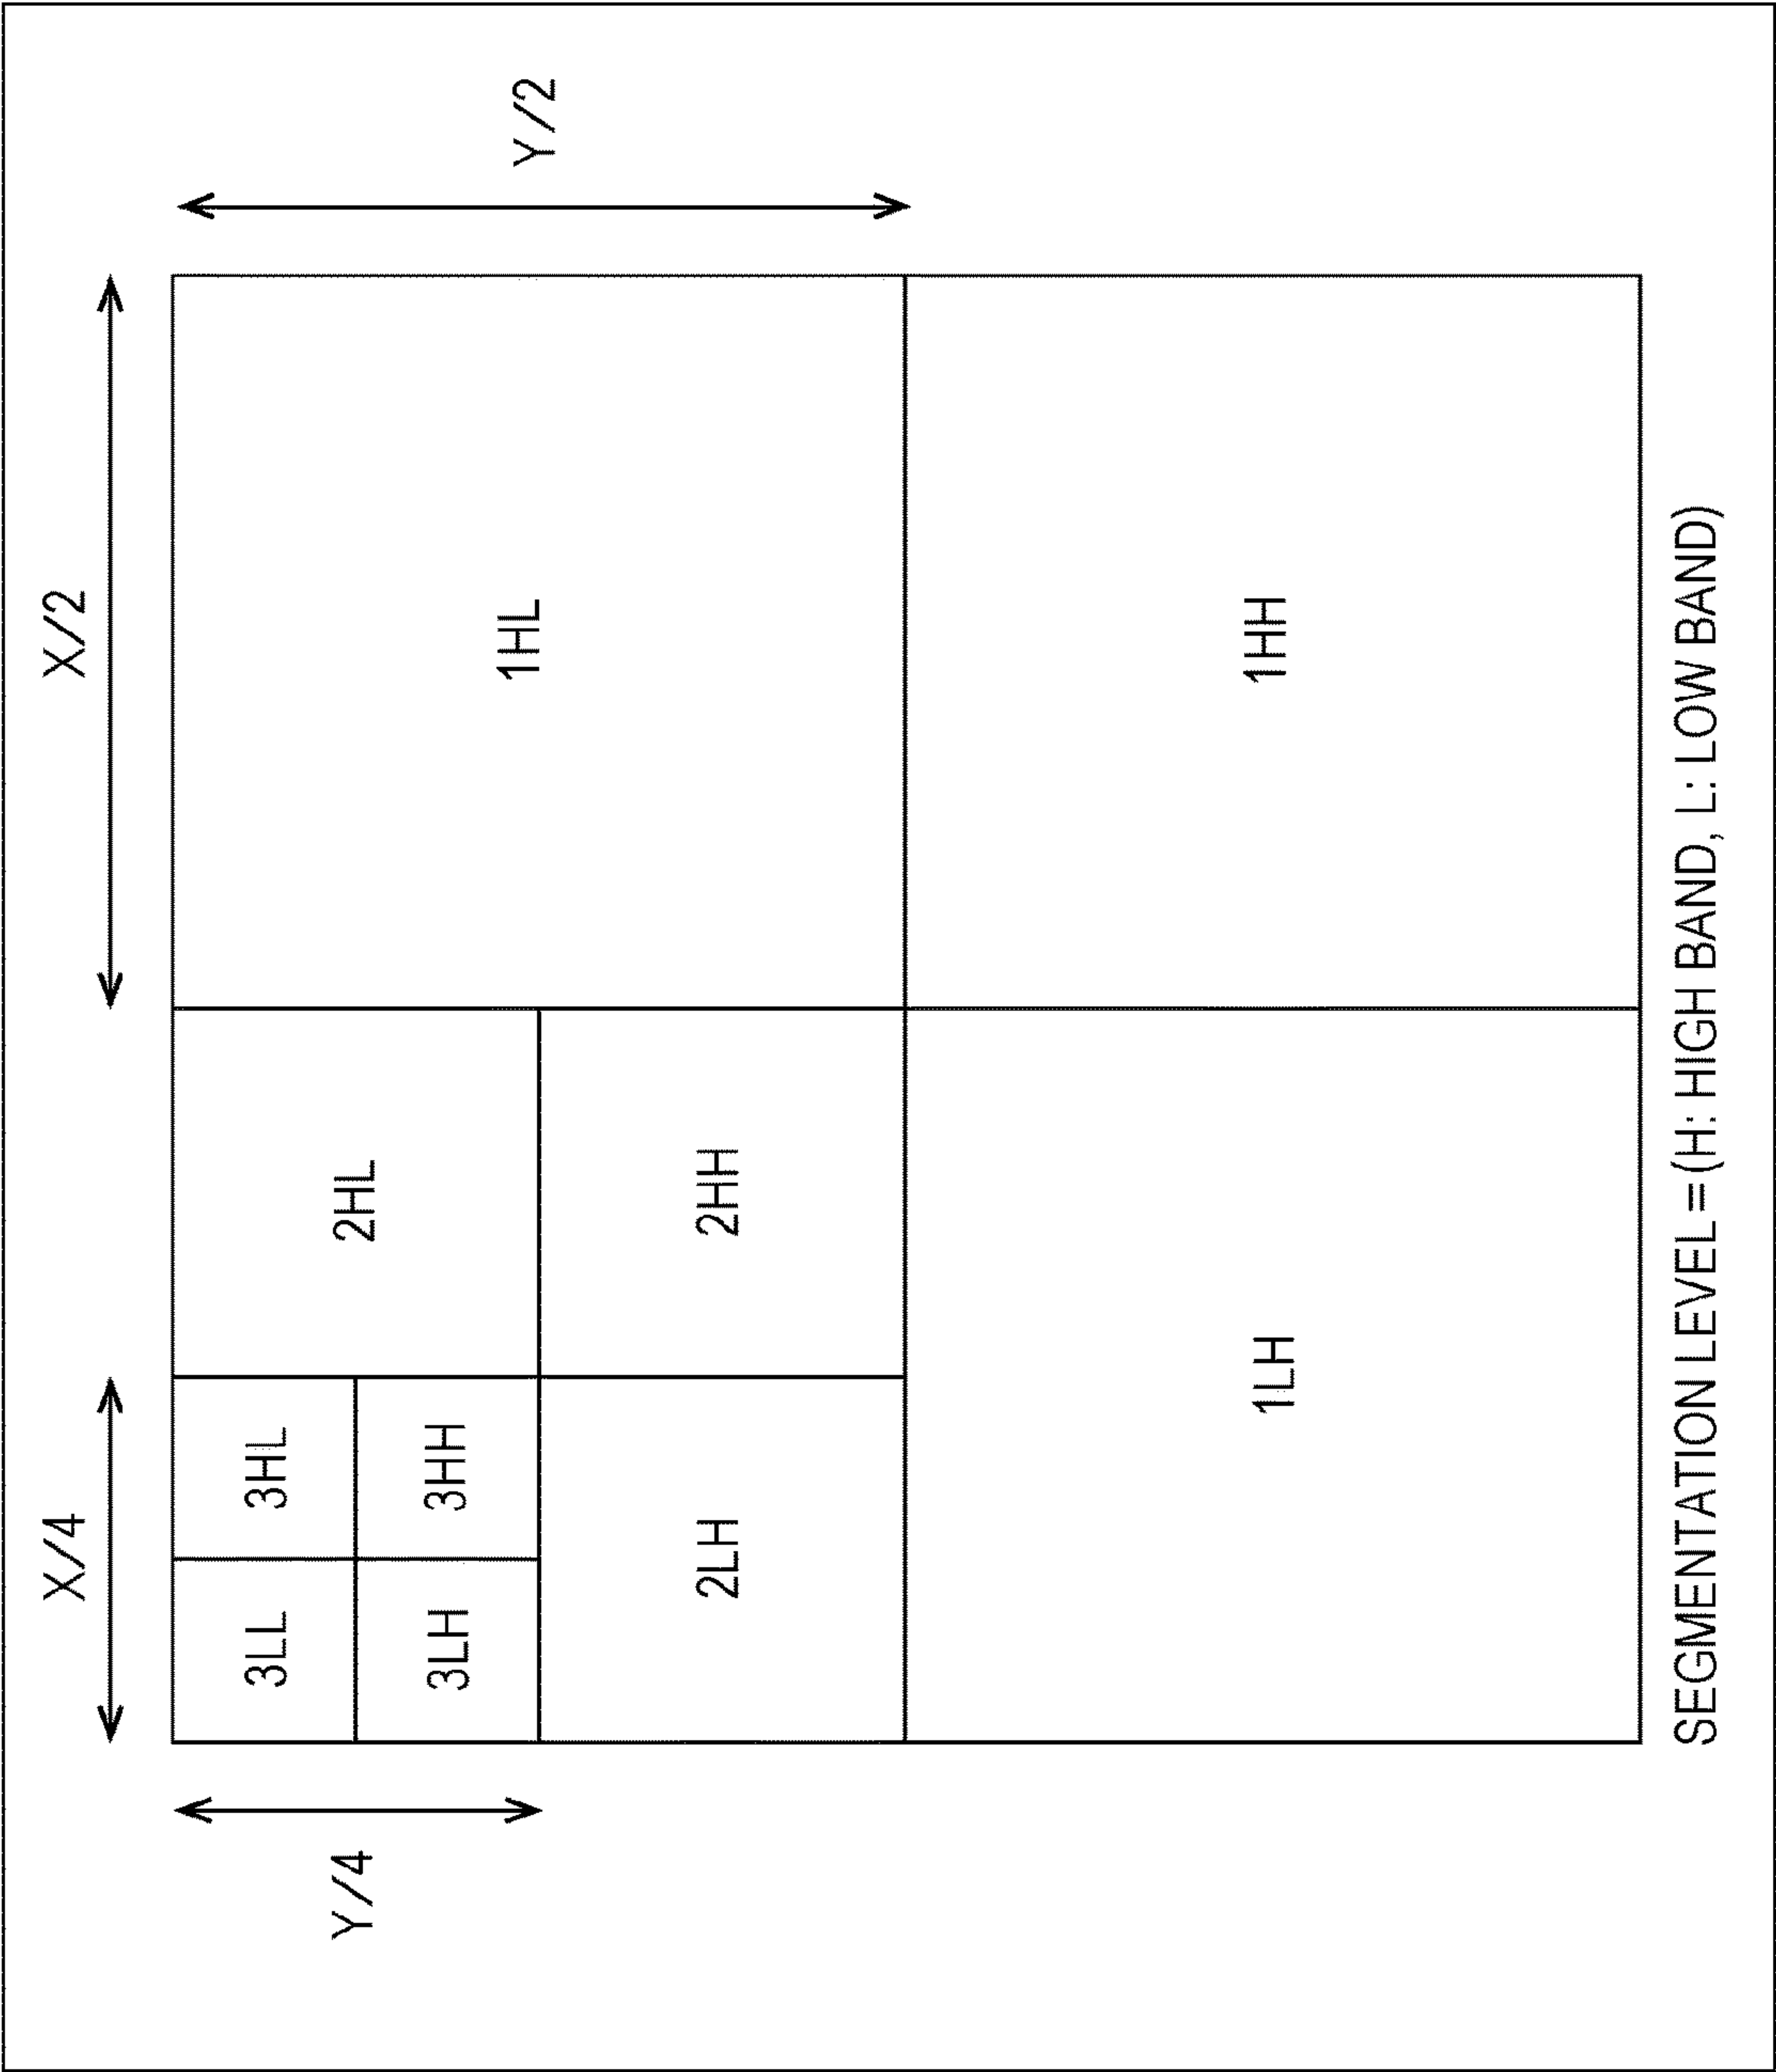 X/4
X/2
3LL
3HL
Y/4
2HL
3LH
3HH
1HL
Y/2
2LH
2HH
1LH
1HH
SEGMENTATION LEVEL = (H: HIGH BAND, L: LOW BAND)